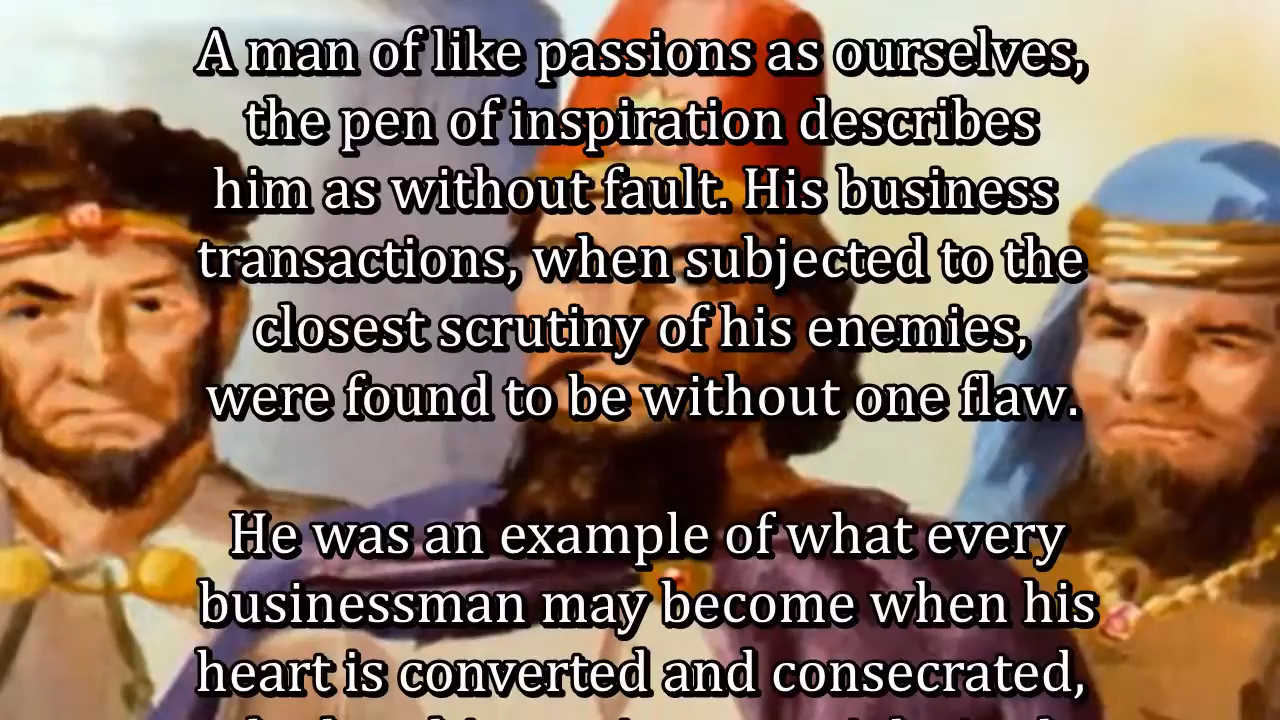 A man of like passions as ourselves,
the pen of inspiration describes
him as without fault. His business
transactions, when subjected to the
closest scrutiny of his enemies,
were found to be without one flaw.
He was an example of what every
businessman may become when his
heart is converted and consecrated,